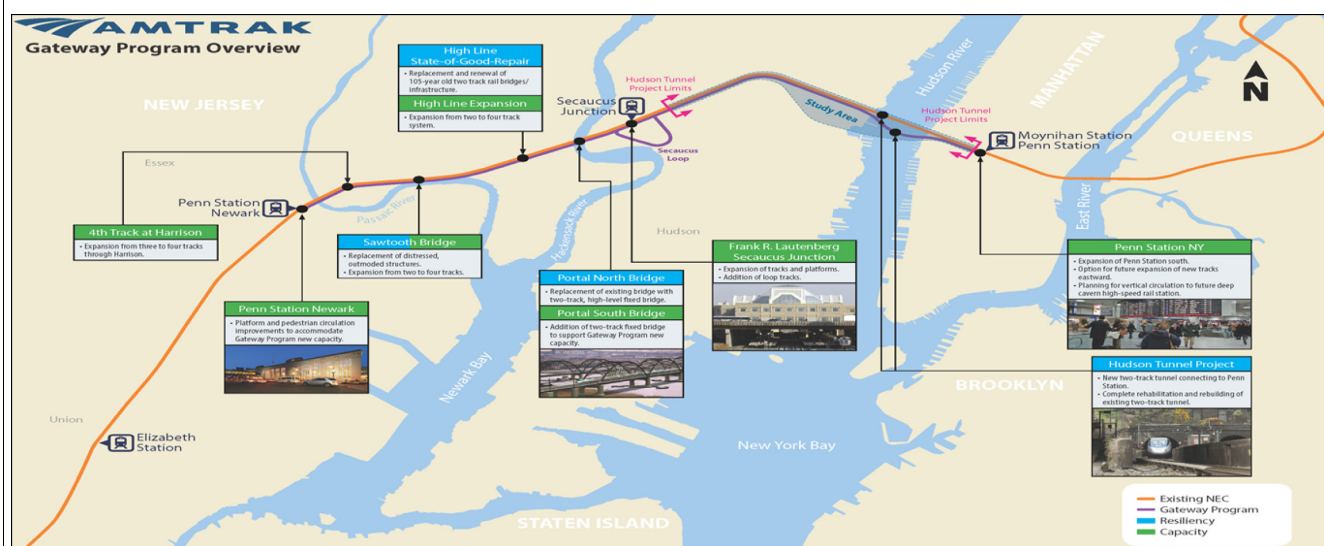 AMTRAK
Gateway Program Overview
High Line
State-of-Good-Repair
• Replacement and renewal of
105-year old two track rail bridges/
infrastructure.
High Line Expansion
• Expansion from two to four track
system.
NEW JERSEY
Essex
Secaucus
Junction
Hudson Tunnel
Project Limits
Study Area
Secaucus
Loop
Hudson River
MANHATTAN
Hudson Tunnel
Project Limits
N
Moynihan Station
Penn Station
QUEENS
East River
Penn Station
Newark
Passaic River
Hackensack River
Hudson
4th Track at Harrison
• Expansion from three to four tracks
through Harrison.
Sawtooth Bridge
• Replacement of distressed,
outmoded structures.
• Expansion from two to four tracks.
Frank R. Lautenberg
Secaucus Junction
• Expansion of tracks and platforms.
• Addition of loop tracks.
Penn Station NY
• Expansion of Penn Station south.
• Option for future expansion of new tracks
eastward.
• Planning for vertical circulation to future deep
cavern high-speed rail station.
Portal North Bridge
• Replacement of existing bridge with
two-track, high-level fixed bridge.
Portal South Bridge
• Addition of two-track fixed bridge
to support Gateway Program new
capacity.
Penn Station Newark
• Platform and pedestrian circulation
improvements to accommodate
Gateway Program new capacity.
Hudson Tunnel Project
• New two-track tunnel connecting to Penn
Station.
• Complete rehabilitation and rebuilding of
existing two-track tunnel.
Newark Bay
BROOKLYN
Union
Elizabeth
Station
New York Bay
STATEN ISLAND
Existing NEC
Gateway Program
Resiliency
Capacity